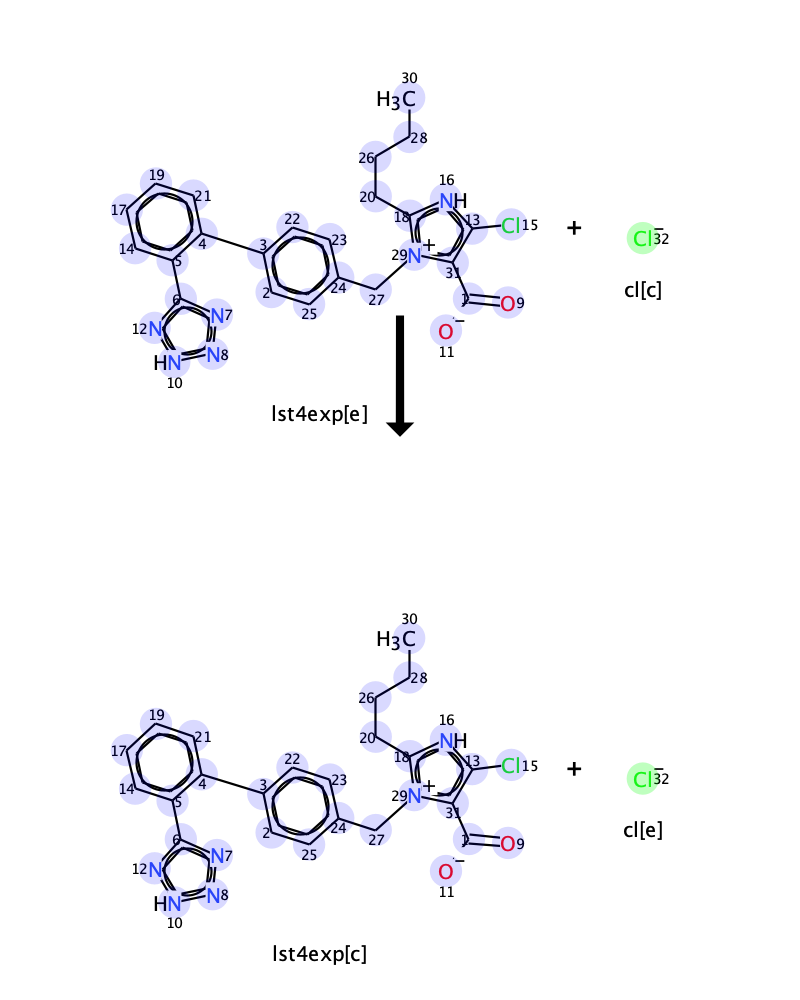 30
H3C
28
26
19
16
17
21
20
NH
18
13
Cl 15
+
Cl − 32
22
4
23
+
14
3
5
29 N
31
cl[c]
24
6
2
27
1
O 9
25
N 7
12 N
O −
N 8
HN
11
10
lst4exp[e]
30
H3C
28
26
19
16
17
21
20
NH
18
13
Cl 15
+
Cl − 32
22
4
23
+
14
3
5
29 N
31
24
cl[e]
2
27
6
1
O 9
25
N 7
12 N
O −
N 8
HN
11
10
lst4exp[c]